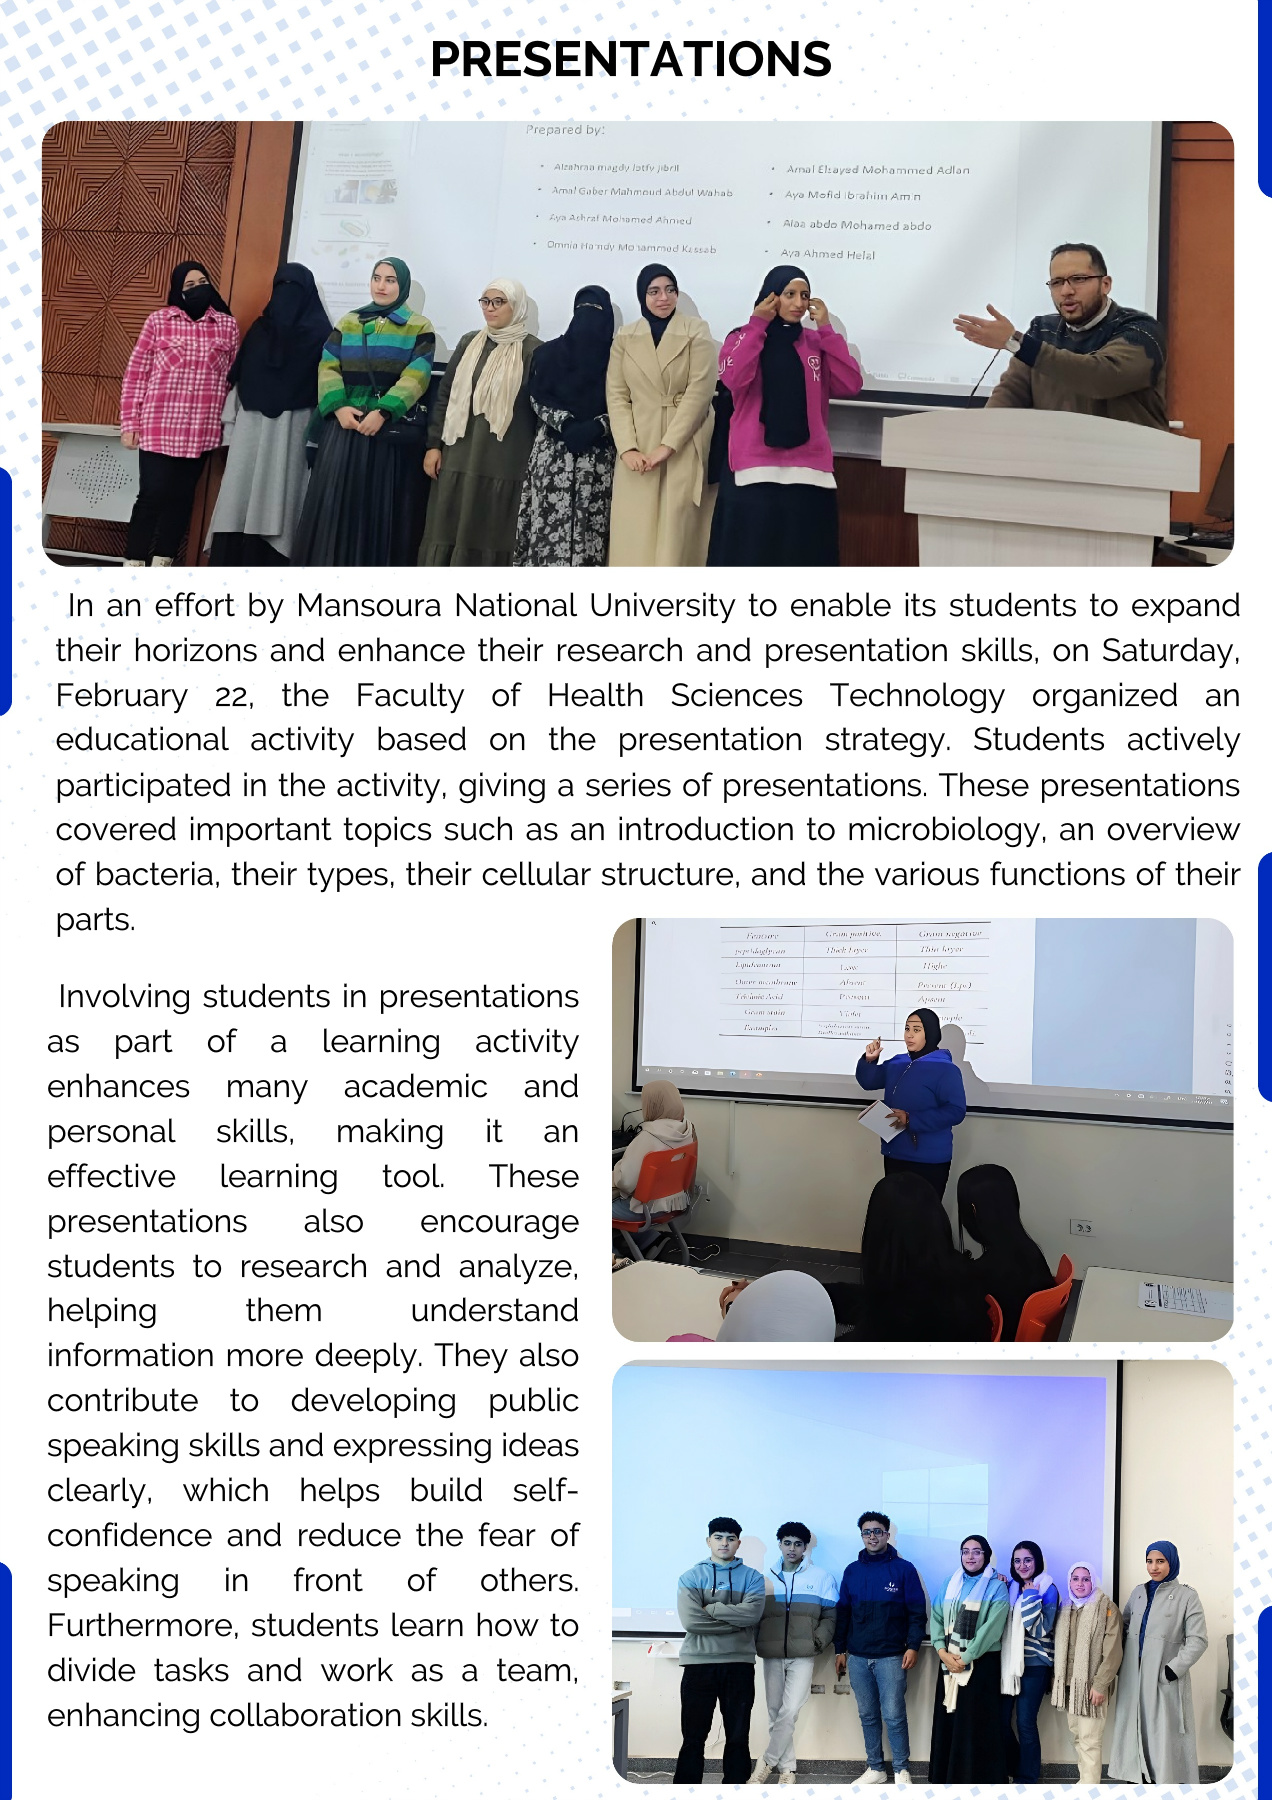 PRESENTATIONS
Prepared by:
• Alzahraa magdy lotfy jibril
• Amal Gaber Mahmoud Abdul Wahab
• Aya Ashraf Mohamed Ahmed
• Omnia Hamdy Mohammed Kassab
• Amal Elsayed Mohammed Adlan
• Aya Mofid Ibrahim Amin
• Alaa abdo Mohamed abdo
• Aya Ahmed Helal
In an effort by Mansoura National University to enable its students to expand
their horizons and enhance their research and presentation skills, on Saturday,
February 22, the Faculty of Health Sciences Technology organized an
educational activity based on the presentation strategy. Students actively
participated in the activity, giving a series of presentations. These presentations
covered important topics such as an introduction to microbiology, an overview
of bacteria, their types, their cellular structure, and the various functions of their
parts.
Involving students in presentations
as part of a learning activity
enhances many academic and
personal skills, making it an
effective learning tool. These
presentations also encourage
students to research and analyze,
helping them understand
information more deeply. They also
contribute to developing public
speaking skills and expressing ideas
clearly, which helps build self-
confidence and reduce the fear of
speaking in front of others.
Furthermore, students learn how to
divide tasks and work as a team,
enhancing collaboration skills.
Feature Gram positive Gram negative
peptidoglycan Thick layer Thin layer
Low
Outer membrane Absent Present
Present Absent
Gram stain Violet
Examples